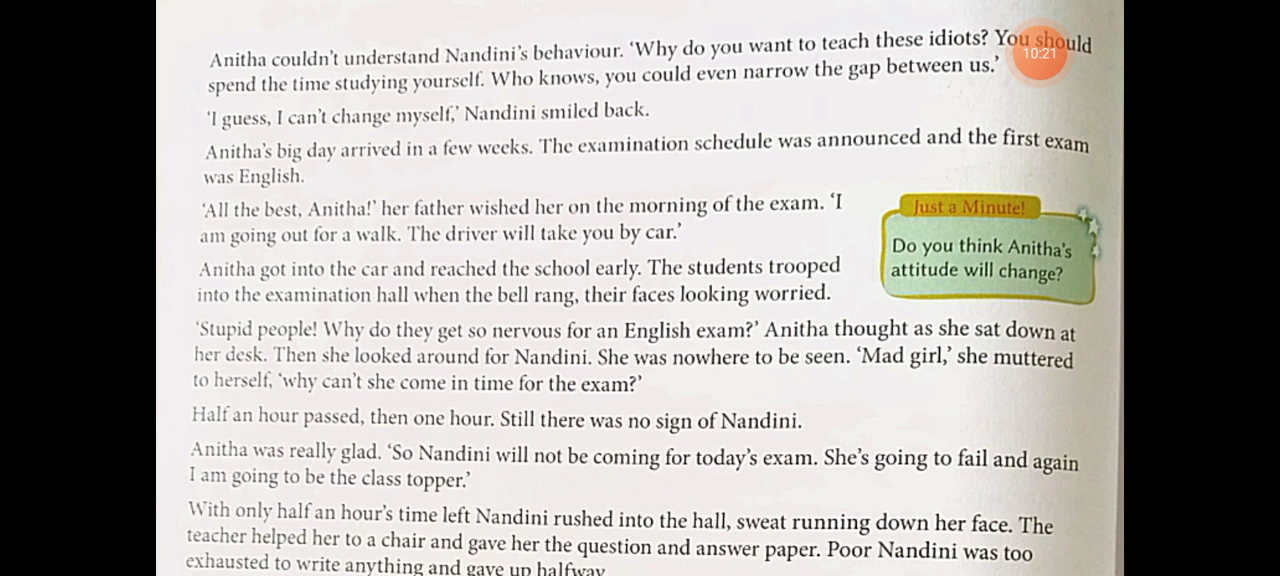 Anitha couldn't understand Nandini's behaviour. 'Why do you want to teach these idiots? You should
10:21
spend the time studying yourself. Who knows, you could even narrow the gap between us.'
'I guess, I can't change myself,' Nandini smiled back.
Anitha's big day arrived in a few weeks. The examination schedule was announced and the first exam
was English.
'All the best, Anitha!' her father wished her on the morning of the exam. 'I
am going out for a walk. The driver will take you by car.'
Just a Minute!
Do you think Anitha's
attitude will change?
Anitha got into the car and reached the school early. The students trooped
into the examination hall when the bell rang, their faces looking worried.
'Stupid people! Why do they get so nervous for an English exam?' Anitha thought as she sat down at
her desk. Then she looked around for Nandini. She was nowhere to be seen. 'Mad girl,' she muttered
to herself, 'why can't she come in time for the exam?'
Half an hour passed, then one hour. Still there was no sign of Nandini.
Anitha was really glad. 'So Nandini will not be coming for today's exam. She's going to fail and again
I am going to be the class topper.'
With only half an hour's time left Nandini rushed into the hall, sweat running down her face. The
teacher helped her to a chair and gave her the question and answer paper. Poor Nandini was too
exhausted to write anything and gave up halfway